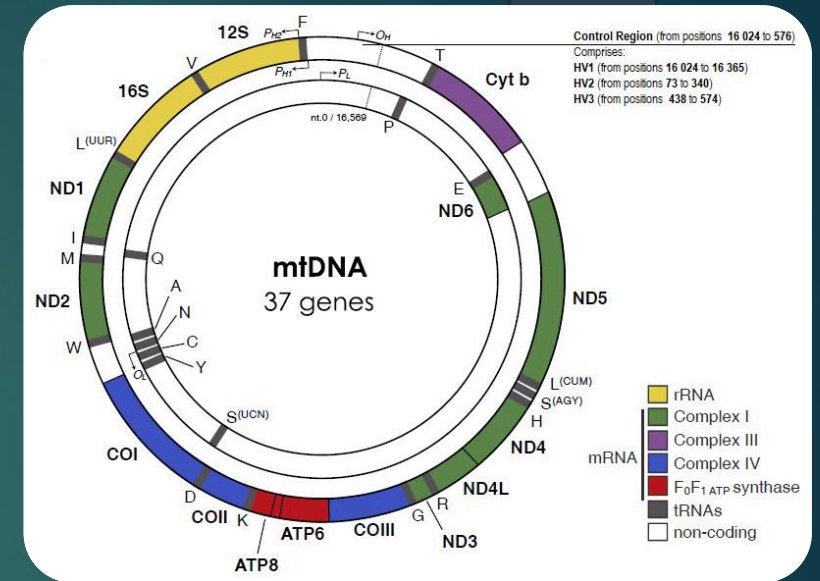 Control Region (from positions 16 024 to 576)
Comprises:
HV1 (from positions 16 024 to 16 365)
HV2 (from positions 73 to 340)
HV3 (from positions 438 to 574)
12S
PH2
F
OH
PH1
PL
nt.0 / 16,569
T
Cyt b
P
V
16S
L(UUR)
E
ND6
ND1
I
M
Q
mtDNA
37 genes
ND2
A
N
C
Y
W
OL
ND5
L(CUM)
S(AGY)
H
S(UCN)
COI
ND4
ND4L
D
COII
K
ATP8
ATP6
COIII
G
R
ND3
rRNA
mRNA
Complex I
Complex III
Complex IV
F0F1 ATP synthase
tRNAs
non-coding